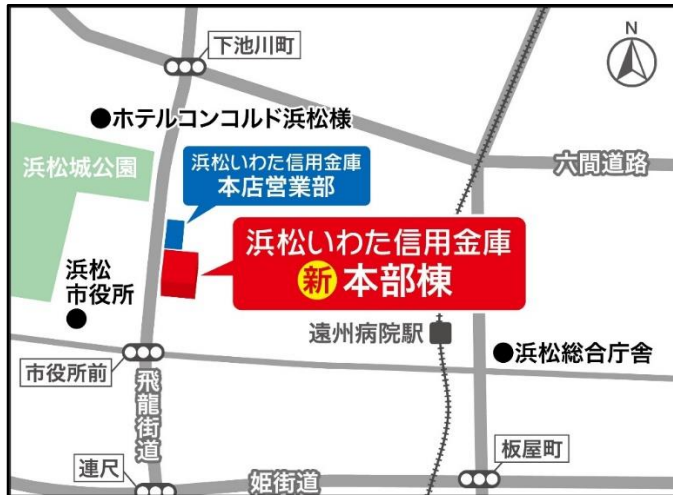 N
下池川町
ホテルコンコルド浜松様
六間道路
浜松城公園
浜松いわた信用金庫
本店営業部
浜松いわた信用金庫
新 本部棟
浜松
市役所
遠州病院駅
浜松総合庁舎
市役所前
飛龍街道
板屋町
連尺
姫街道